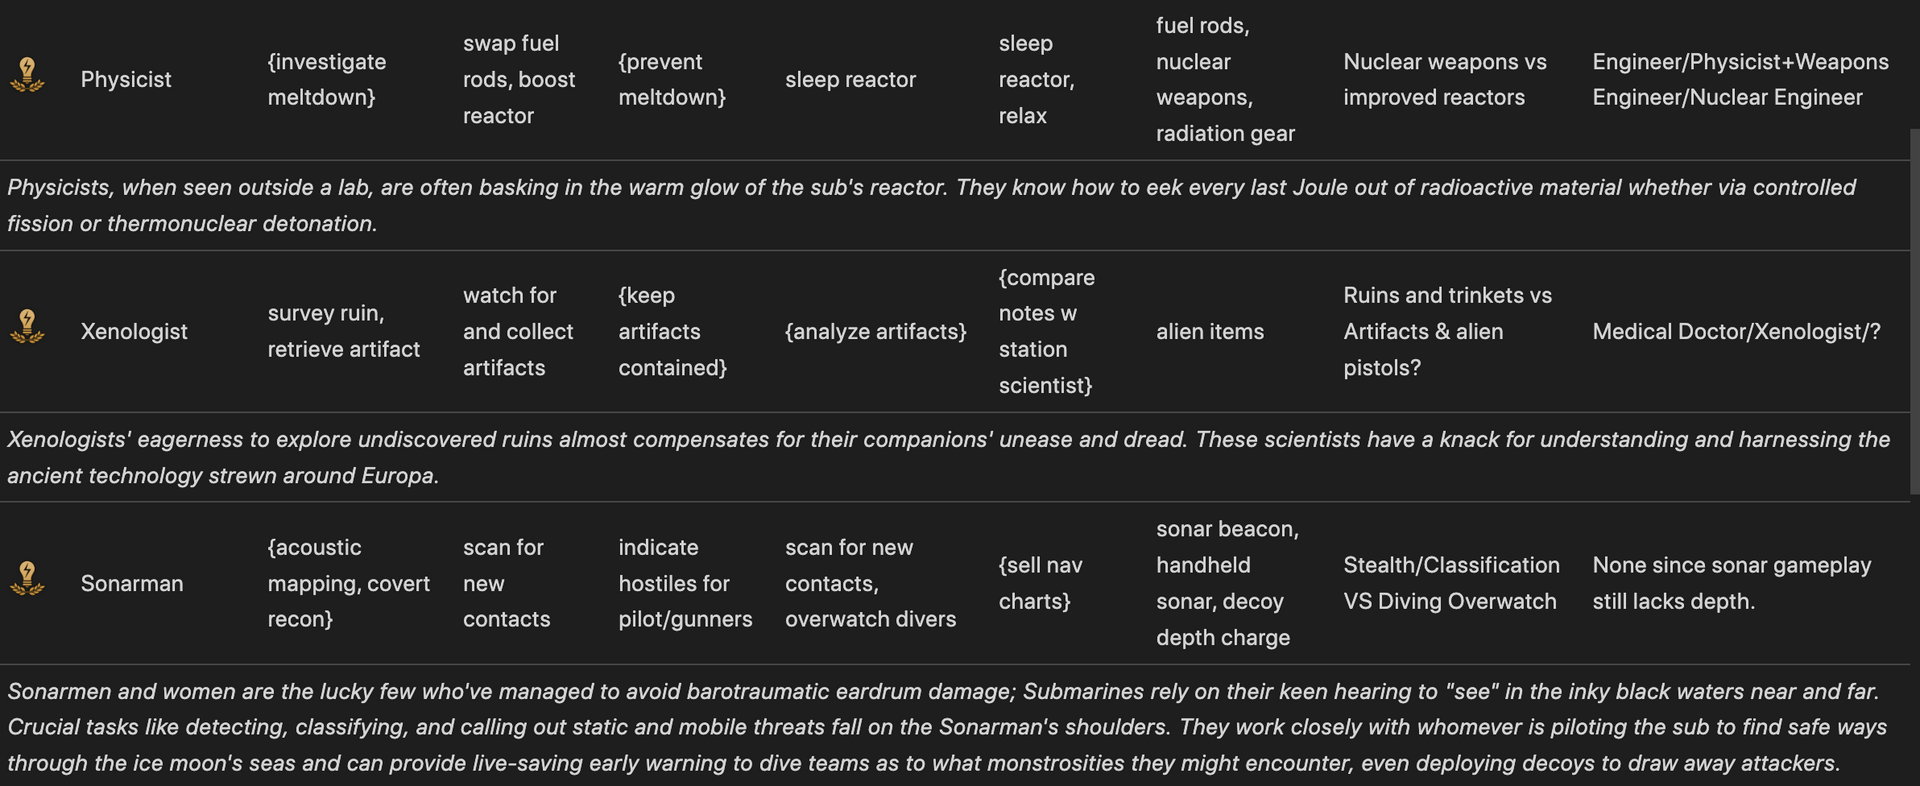 Physicist
{investigate
meltdown}
swap fuel
rods, boost
reactor
{prevent
meltdown}
sleep reactor
sleep
reactor,
relax
fuel rods,
nuclear
weapons,
radiation gear
Nuclear weapons vs
improved reactors
Engineer/Physicist+Weapons
Engineer/Nuclear Engineer
Physicists, when seen outside a lab, are often basking in the warm glow of the sub's reactor. They know how to eek every last Joule out of radioactive material whether via controlled
fission or thermonuclear detonation.
Xenologist
survey ruin,
retrieve artifact
watch for
and collect
artifacts
{keep
artifacts
contained}
{analyze artifacts}
{compare
notes w
station
scientist}
alien items
Ruins and trinkets vs
Artifacts & alien
pistols?
Medical Doctor/Xenologist/?
Xenologists' eagerness to explore undiscovered ruins almost compensates for their companions' unease and dread. These scientists have a knack for understanding and harnessing the
ancient technology strewn around Europa.
Sonarman
{acoustic
mapping, covert
recon}
scan for
new
contacts
indicate
hostiles for
pilot/gunners
scan for new
contacts,
overwatch divers
{sell nav
charts}
sonar beacon,
handheld
sonar, decoy
depth charge
Stealth/Classification
VS Diving Overwatch
None since sonar gameplay
still lacks depth.
Sonarmen and women are the lucky few who've managed to avoid barotraumatic eardrum damage; Submarines rely on their keen hearing to "see" in the inky black waters near and far.
Crucial tasks like detecting, classifying, and calling out static and mobile threats fall on the Sonarman's shoulders. They work closely with whomever is piloting the sub to find safe ways
through the ice moon's seas and can provide live-saving early warning to dive teams as to what monstrosities they might encounter, even deploying decoys to draw away attackers.